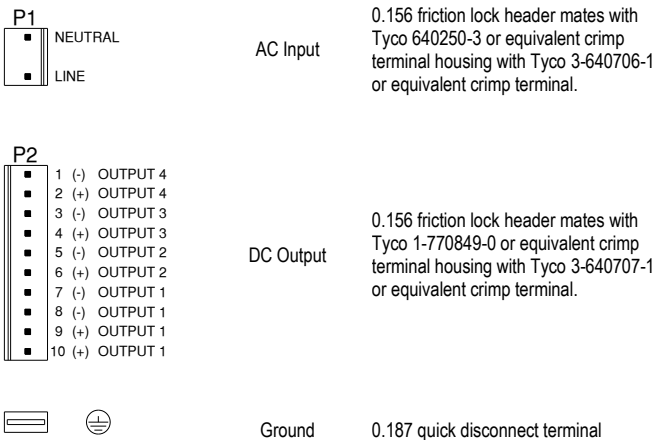 P1
NEUTRAL
LINE
AC Input
0.156 friction lock header mates with
Tyco 640250-3 or equivalent crimp
terminal housing with Tyco 3-640706-1
or equivalent crimp terminal.
P2
1 (-) OUTPUT 4
2 (+) OUTPUT 4
3 (-) OUTPUT 3
4 (+) OUTPUT 3
5 (-) OUTPUT 2
6 (+) OUTPUT 2
7 (-) OUTPUT 1
8 (-) OUTPUT 1
9 (+) OUTPUT 1
10 (+) OUTPUT 1
DC Output
0.156 friction lock header mates with
Tyco 1-770849-0 or equivalent crimp
terminal housing with Tyco 3-640707-1
or equivalent crimp terminal.
Ground
0.187 quick disconnect terminal